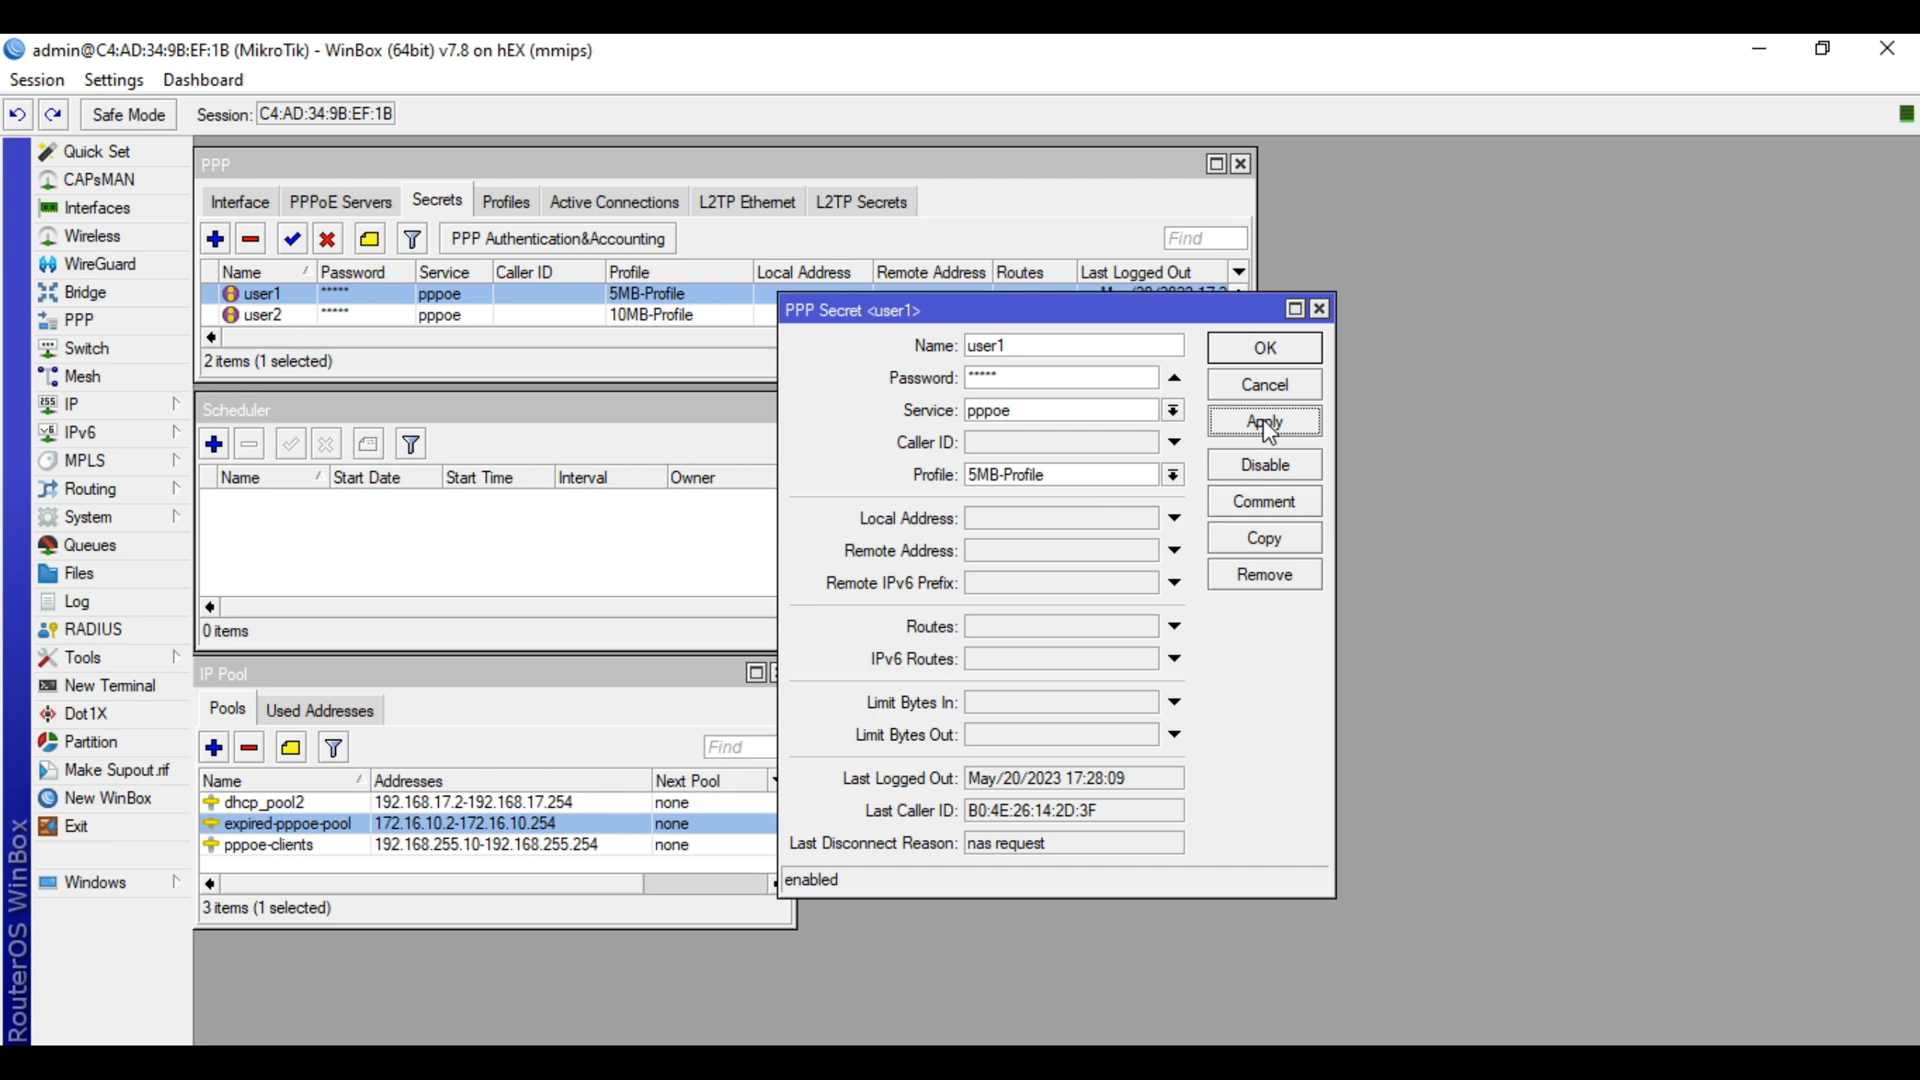 admin@C4:AD:34:9B:EF:1B (MikroTik) - WinBox (64bit) v7.8 on hEX (mmips)
Session Settings Dashboard
Safe Mode Session: C4:AD:34:9B:EF:1B
Quick Set
CAPsMAN
Interfaces
Wireless
WireGuard
Bridge
PPP
Switch
Mesh
IP
IPv6
MPLS
Routing
System
Queues
Files
Log
RADIUS
Tools
New Terminal
Dot1X
Partition
Make Supout.rif
New WinBox
Exit
Windows
RouterOS WinBox
PPP
Interface PPPoE Servers Secrets Profiles Active Connections L2TP Ethernet L2TP Secrets
PPP Authentication&Accounting Find
Name / Password Service Caller ID Profile Local Address Remote Address Routes Last Logged Out
user1 ***** pppoe 5MB-Profile
user2 ***** pppoe 10MB-Profile
2 items (1 selected)
Scheduler
Name / Start Date Start Time Interval Owner
0 items
IP Pool
Pools Used Addresses
Find
Name / Addresses Next Pool
dhcp_pool2 192.168.17.2-192.168.17.254 none
expired-pppoe-pool 172.16.10.2-172.16.10.254 none
pppoe-clients 192.168.255.10-192.168.255.254 none
3 items (1 selected)
PPP Secret <user1>
Name: user1
Password: *****
Service: pppoe
Caller ID:
Profile: 5MB-Profile
Local Address:
Remote Address:
Remote IPv6 Prefix:
Routes:
IPv6 Routes:
Limit Bytes In:
Limit Bytes Out:
Last Logged Out: May/20/2023 17:28:09
Last Caller ID: B0:4E:26:14:2D:3F
Last Disconnect Reason: nas request
enabled
OK
Cancel
Apply
Disable
Comment
Copy
Remove